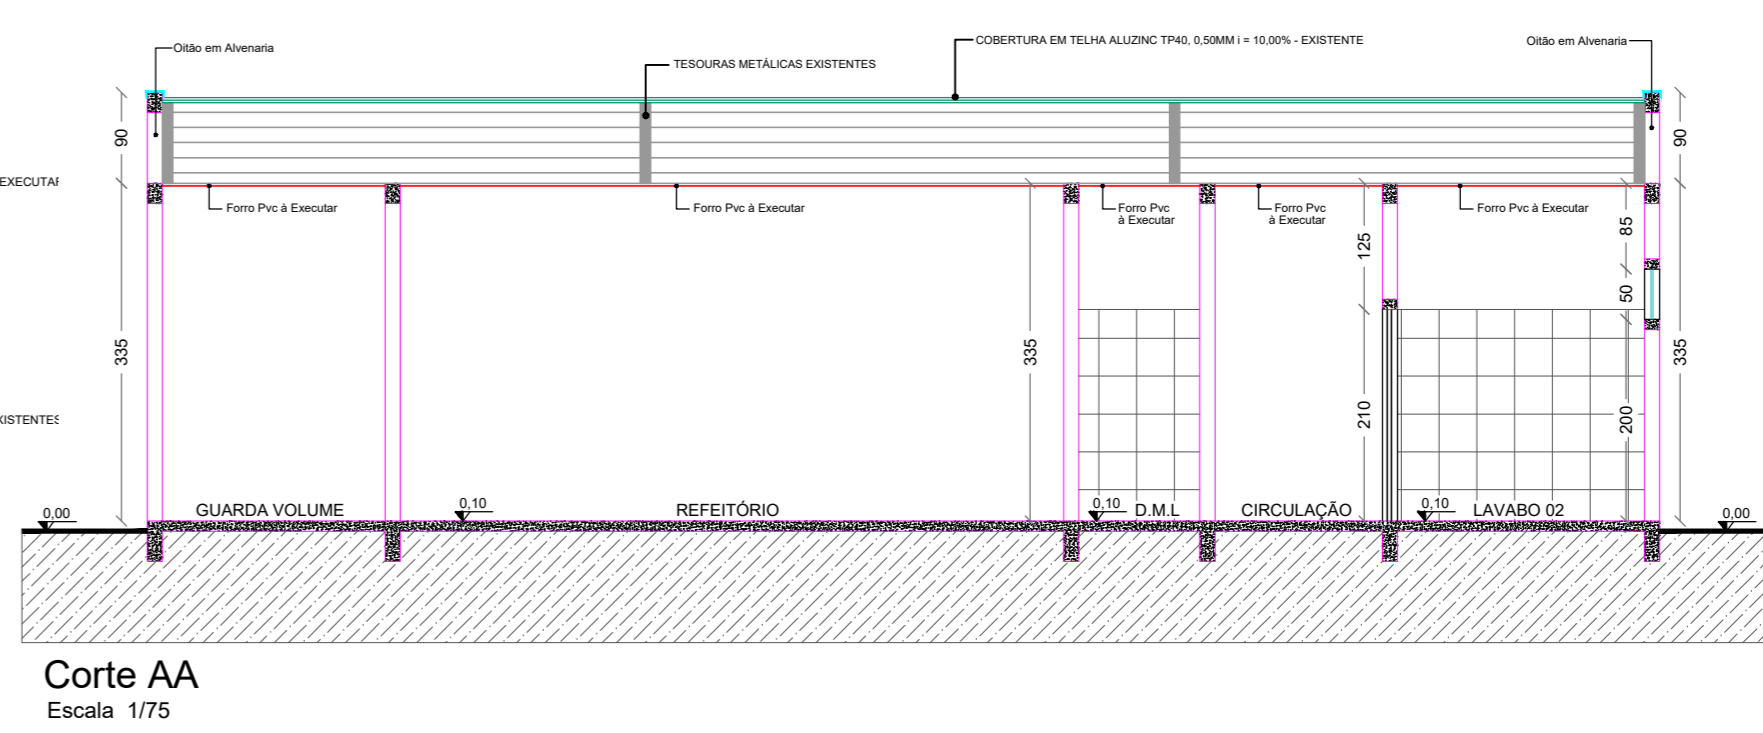 Oitão em Alvenaria
TESOURAS METÁLICAS EXISTENTES
COBERTURA EM TELHA ALUZINC TP40, 0,50MM i = 10,00% - EXISTENTE
Oitão em Alvenaria
90
90
EXECUTAR
Forro Pvc à Executar
Forro Pvc à Executar
Forro Pvc
à Executar
Forro Pvc
à Executar
Forro Pvc à Executar
85
125
50
335
335
335
210
200
XISTENTES
0,00
GUARDA VOLUME
0,10
REFEITÓRIO
0,10
D.M.L
CIRCULAÇÃO
0,10
LAVABO 02
0,00
Corte AA
Escala 1/75